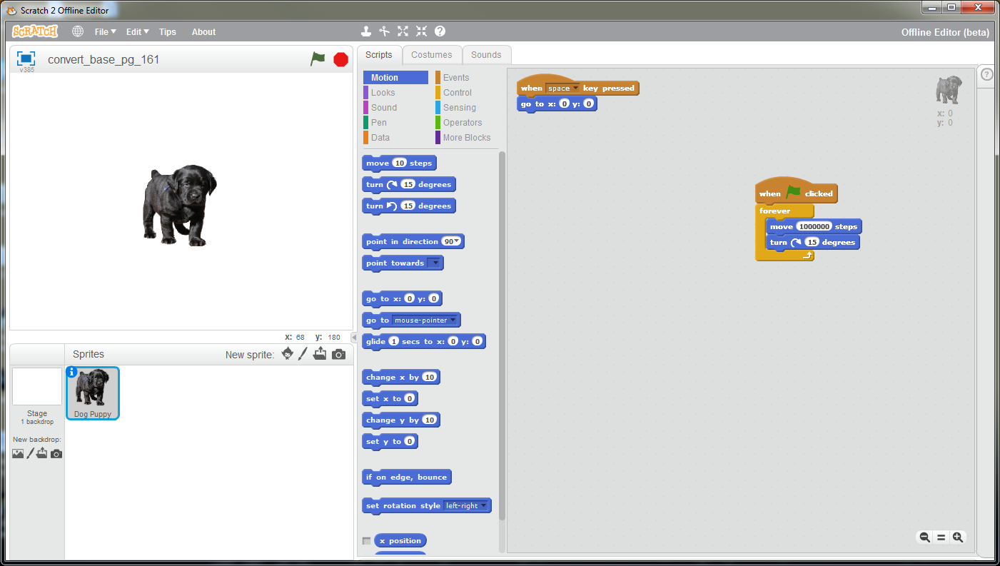 Scratch 2 Offline Editor
SCRATCH File Edit Tips About Offline Editor (beta)
v385 convert_base_pg_161
x: 68 y: 180
Sprites New sprite:
Stage
1 backdrop
New backdrop:
Dog Puppy
Scripts Costumes Sounds
Motion Events
Looks Control
Sound Sensing
Pen Operators
Data More Blocks
move 10 steps
turn 15 degrees
turn 15 degrees
point in direction 90
point towards
go to x: 0 y: 0
go to mouse-pointer
glide 1 secs to x: 0 y: 0
change x by 10
set x to 0
change y by 10
set y to 0
if on edge, bounce
set rotation style left-right
x position
when space key pressed
go to x: 0 y: 0
when clicked
forever
move 1000000 steps
turn 15 degrees
x: 0
y: 0